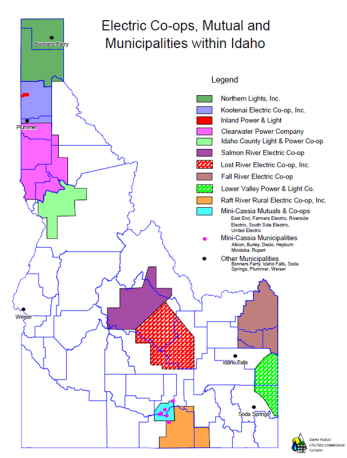 Electric Co-ops, Mutual and
Municipalities within Idaho
Legend
Northern Lights, Inc.
Kootenai Electric Co-op, Inc.
Inland Power & Light
Clearwater Power Company
Idaho County Light & Power Co-op
Salmon River Electric Co-op
Lost River Electric Co-op, Inc.
Fall River Electric Co-op
Lower Valley Power & Light Co.
Raft River Rural Electric Co-op, Inc.
Mini-Cassia Mutuals & Co-ops
East End, Farmers Electric, Riverside
Electric, South Side Electric,
United Electric
Mini-Cassia Municipalities
Albion, Burley, Declo, Heyburn
Minidoka, Rupert
Other Municipalities
Bonners Ferry, Idaho Falls, Soda
Springs, Plummer, Weiser
Bonners Ferry
Plummer
Weiser
Idaho Falls
Soda Springs
IDAHO PUBLIC
UTILITIES COMMISSION